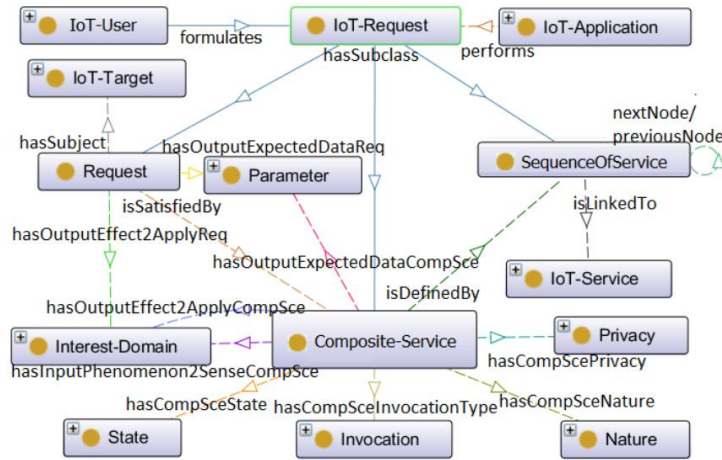 IoT-User
IoT-Request
IoT-Application
formulates
hasSubclass
performs
IoT-Target
nextNode/
previousNode
hasSubject
hasOutputExpectedDataReq
Request
Parameter
SequenceOfService
isSatisfiedBy
isLinkedTo
hasOutputEffect2ApplyReq
hasOutputExpectedDataCompSce
IoT-Service
isDefinedBy
hasOutputEffect2ApplyCompSce
Interest-Domain
Composite-Service
Privacy
hasInputPhenomenon2SenseCompSce
hasCompScePrivacy
hasCompSceState
hasCompSceInvocationType
hasCompSceNature
State
Invocation
Nature